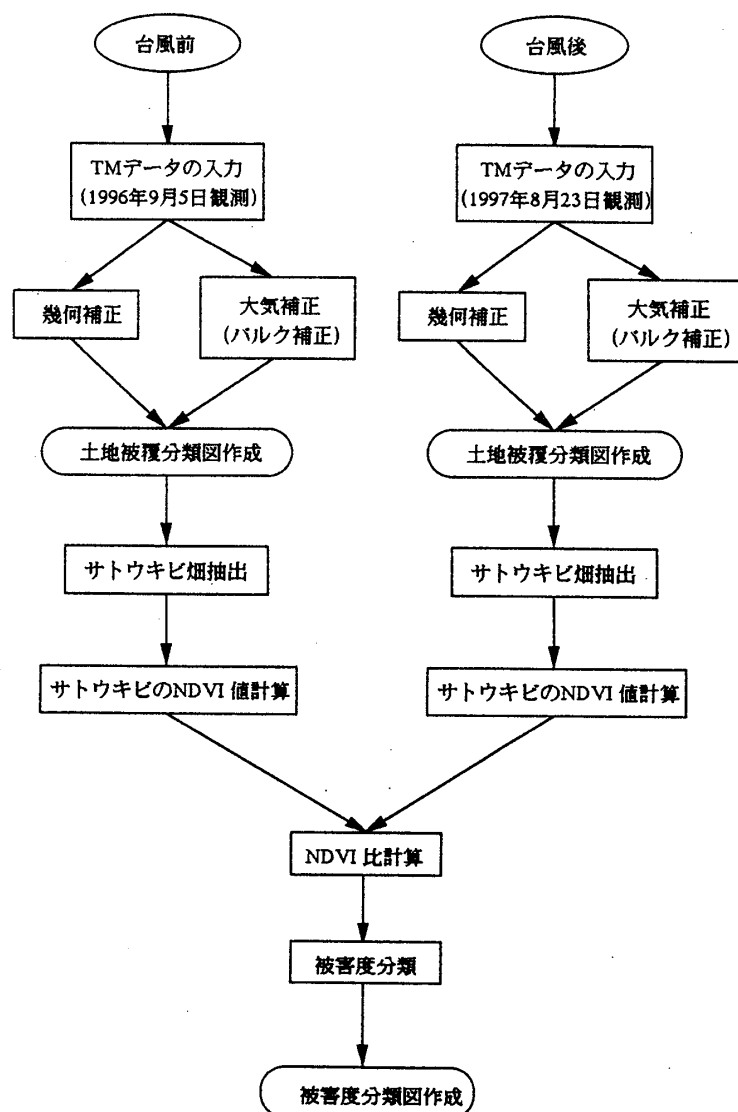 台風前
台風後
TMデータの入力
(1996年9月5日観測)
TMデータの入力
(1997年8月23日観測)
幾何補正
大気補正
(バルク補正)
幾何補正
大気補正
(バルク補正)
土地被覆分類図作成
土地被覆分類図作成
サトウキビ畑抽出
サトウキビ畑抽出
サトウキビのNDVI 値計算
サトウキビのNDVI 値計算
NDVI 比計算
被害度分類
被害度分類図作成